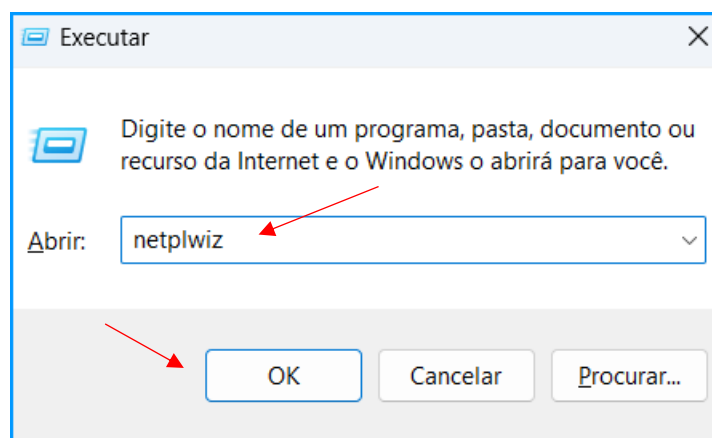 Executar
Digite o nome de um programa, pasta, documento ou
recurso da Internet e o Windows o abrirá para você.
Abrir: netplwiz
OK Cancelar Procurar...